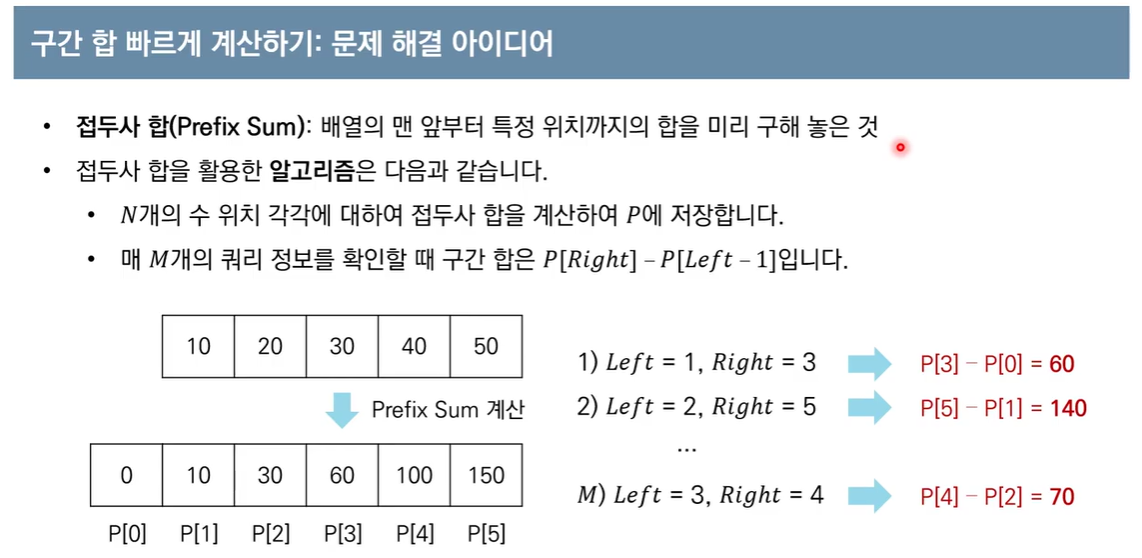 구간 합 빠르게 계산하기: 문제 해결 아이디어
• 접두사 합(Prefix Sum): 배열의 맨 앞부터 특정 위치까지의 합을 미리 구해 놓은 것
• 접두사 합을 활용한 알고리즘은 다음과 같습니다.
• N개의 수 위치 각각에 대하여 접두사 합을 계산하여 P에 저장합니다.
• 매 M개의 쿼리 정보를 확인할 때 구간 합은 P[Right] – P[Left – 1]입니다.
10 20 30 40 50
Prefix Sum 계산
0 10 30 60 100 150
P[0] P[1] P[2] P[3] P[4] P[5]
1) Left = 1, Right = 3 P[3] – P[0] = 60
2) Left = 2, Right = 5 P[5] – P[1] = 140
...
M) Left = 3, Right = 4 P[4] – P[2] = 70